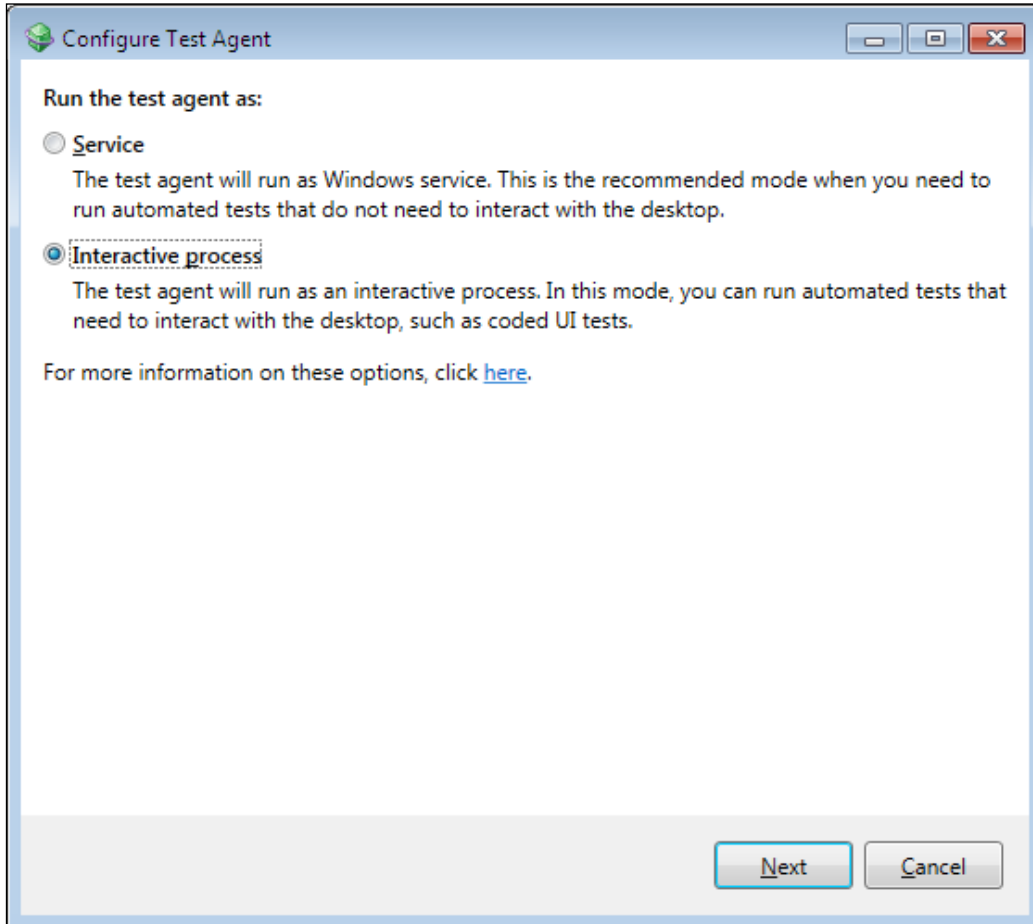 Configure Test Agent
Run the test agent as:
Service
The test agent will run as Windows service. This is the recommended mode when you need to
run automated tests that do not need to interact with the desktop.
Interactive process
The test agent will run as an interactive process. In this mode, you can run automated tests that
need to interact with the desktop, such as coded UI tests.
For more information on these options, click here.
Next
Cancel